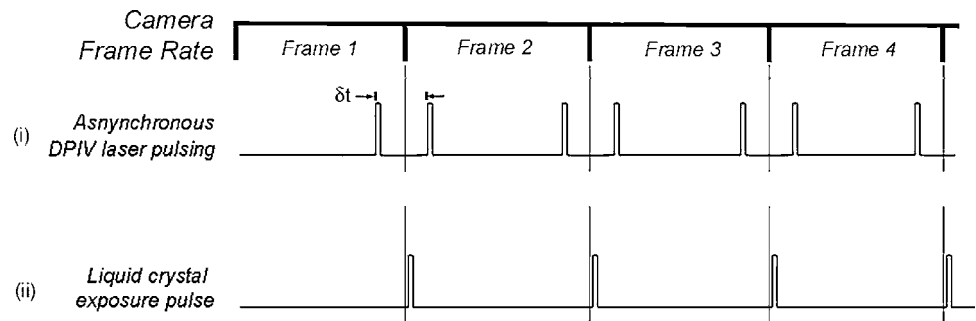 Camera
Frame Rate
Frame 1
Frame 2
Frame 3
Frame 4
δt
(i)
Asnynchronous
DPIV laser pulsing
(ii)
Liquid crystal
exposure pulse